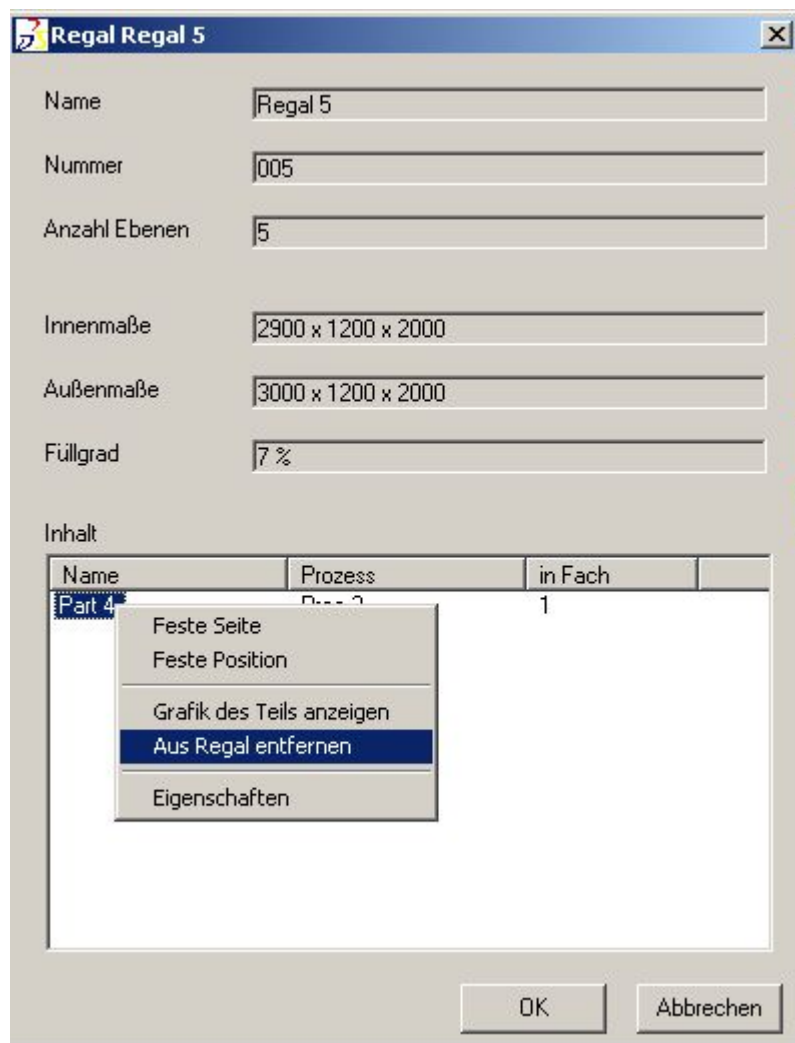 Regal Regal 5
Name Regal 5
Nummer 005
Anzahl Ebenen 5
Innenmaße 2900 x 1200 x 2000
Außenmaße 3000 x 1200 x 2000
Füllgrad 7 %
Inhalt
Name Prozess in Fach
Part 4 1
Feste Seite
Feste Position
Grafik des Teils anzeigen
Aus Regal entfernen
Eigenschaften
OK Abbrechen